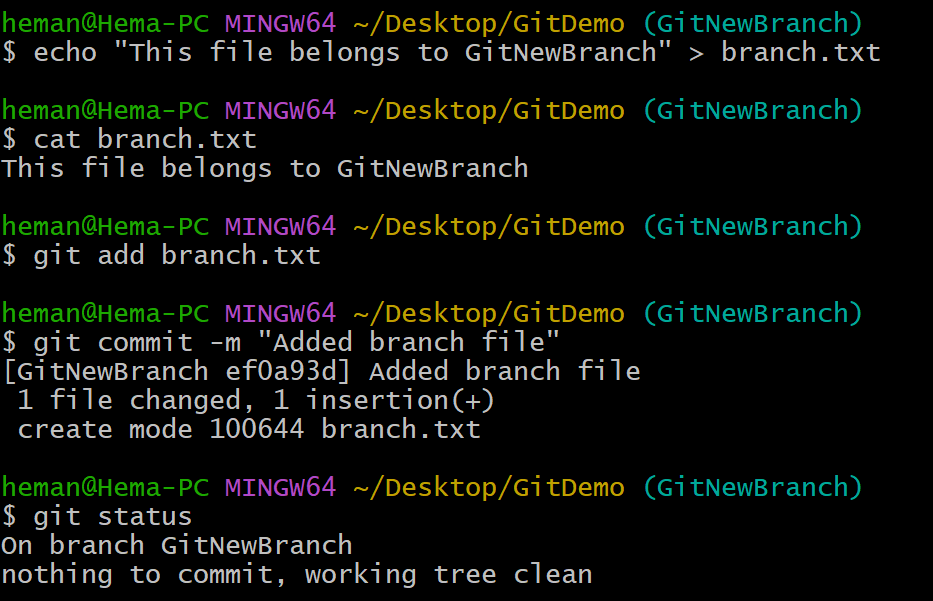 heman@Hema-PC MINGW64 ~/Desktop/GitDemo (GitNewBranch)
$ echo "This file belongs to GitNewBranch" > branch.txt
heman@Hema-PC MINGW64 ~/Desktop/GitDemo (GitNewBranch)
$ cat branch.txt
This file belongs to GitNewBranch
heman@Hema-PC MINGW64 ~/Desktop/GitDemo (GitNewBranch)
$ git add branch.txt
heman@Hema-PC MINGW64 ~/Desktop/GitDemo (GitNewBranch)
$ git commit -m "Added branch file"
[GitNewBranch ef0a93d] Added branch file
 1 file changed, 1 insertion(+)
 create mode 100644 branch.txt
heman@Hema-PC MINGW64 ~/Desktop/GitDemo (GitNewBranch)
$ git status
On branch GitNewBranch
nothing to commit, working tree clean